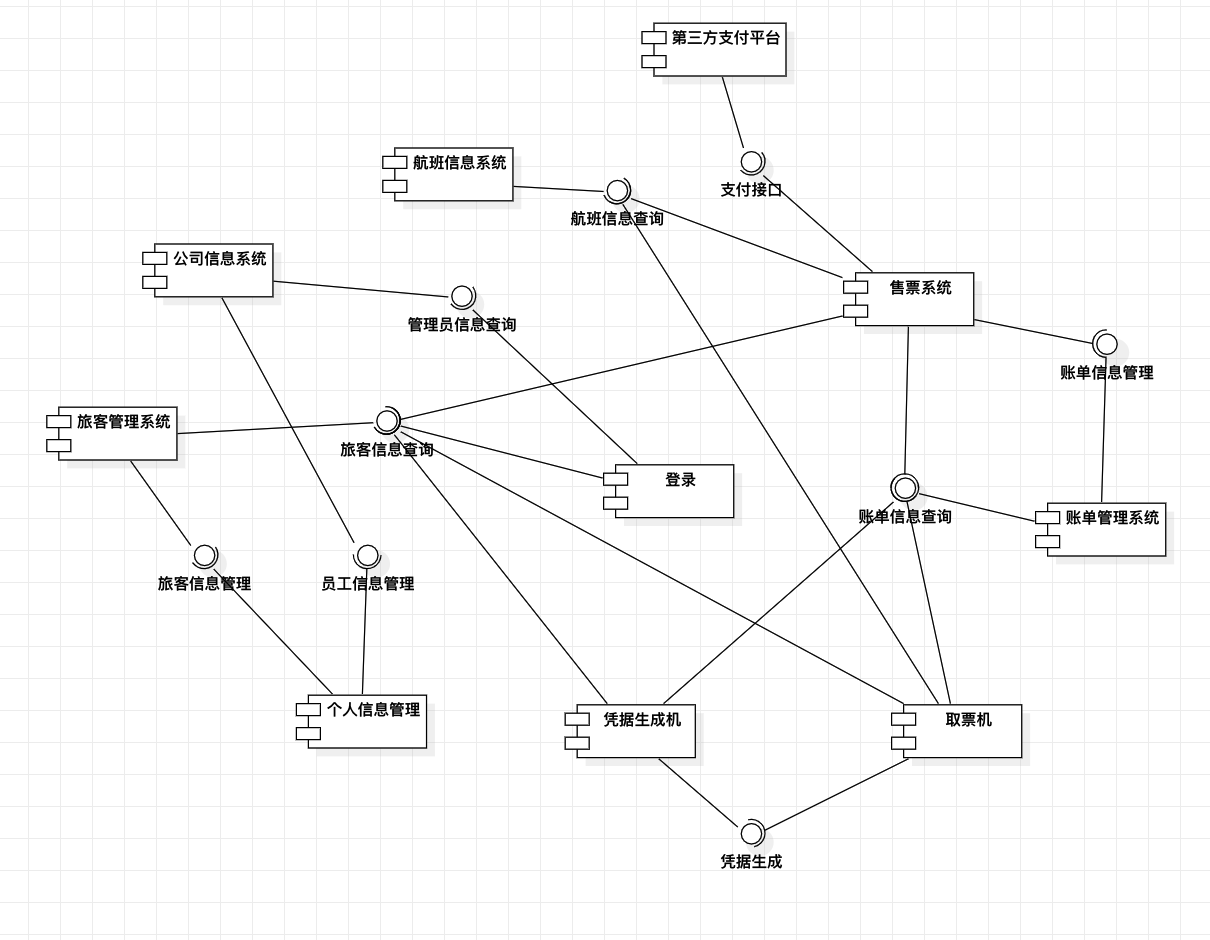 第三方支付平台
航班信息系统
支付接口
航班信息查询
公司信息系统
售票系统
管理员信息查询
账单信息管理
旅客管理系统
旅客信息查询
登录
账单信息查询
账单管理系统
旅客信息管理
员工信息管理
个人信息管理
凭据生成机
取票机
凭据生成